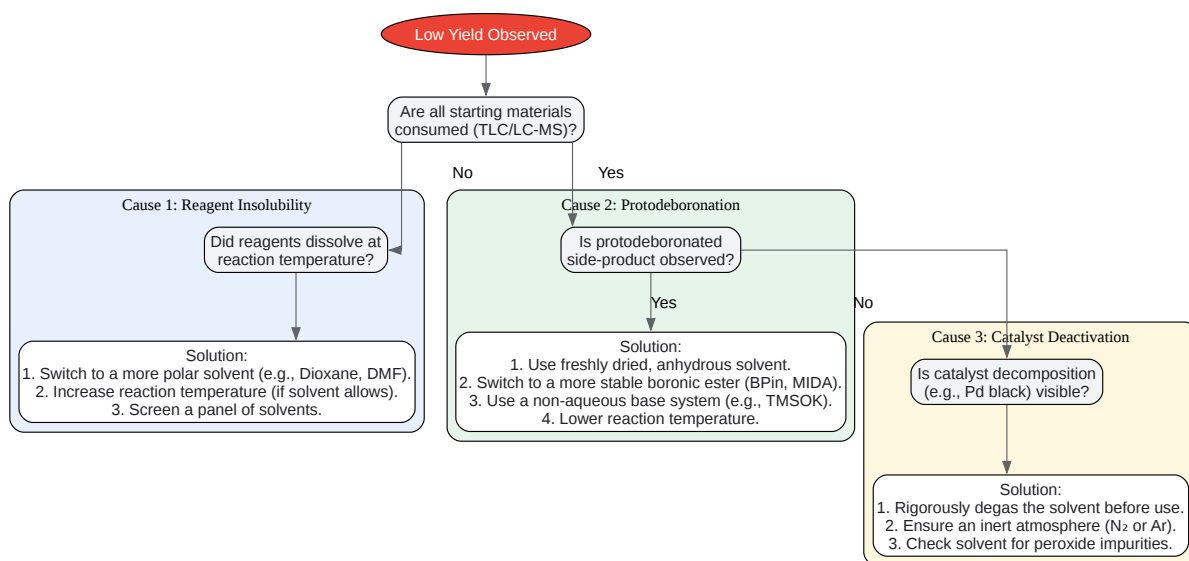 Low Yield Observed
Are all starting materials
consumed (TLC/LC-MS)?
No
Yes
Cause 1: Reagent Insolubility
Did reagents dissolve at
reaction temperature?
Solution:
1. Switch to a more polar solvent (e.g., Dioxane, DMF).
2. Increase reaction temperature (if solvent allows).
3. Screen a panel of solvents.
Cause 2: Protodeboronation
Is protodeboronated
side-product observed?
Yes
No
Solution:
1. Use freshly dried, anhydrous solvent.
2. Switch to a more stable boronic ester (BPin, MIDA).
3. Use a non-aqueous base system (e.g., TMSOK).
4. Lower reaction temperature.
Cause 3: Catalyst Deactivation
Is catalyst decomposition
(e.g., Pd black) visible?
Solution:
1. Rigorously degas the solvent before use.
2. Ensure an inert atmosphere (N₂ or Ar).
3. Check solvent for peroxide impurities.